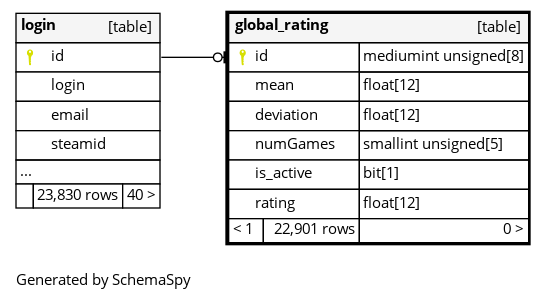 login [table]
id
login
email
steamid
...
23,830 rows 40 >
global_rating [table]
id mediumint unsigned[8]
mean float[12]
deviation float[12]
numGames smallint unsigned[5]
is_active bit[1]
rating float[12]
< 1 22,901 rows 0 >
Generated by SchemaSpy